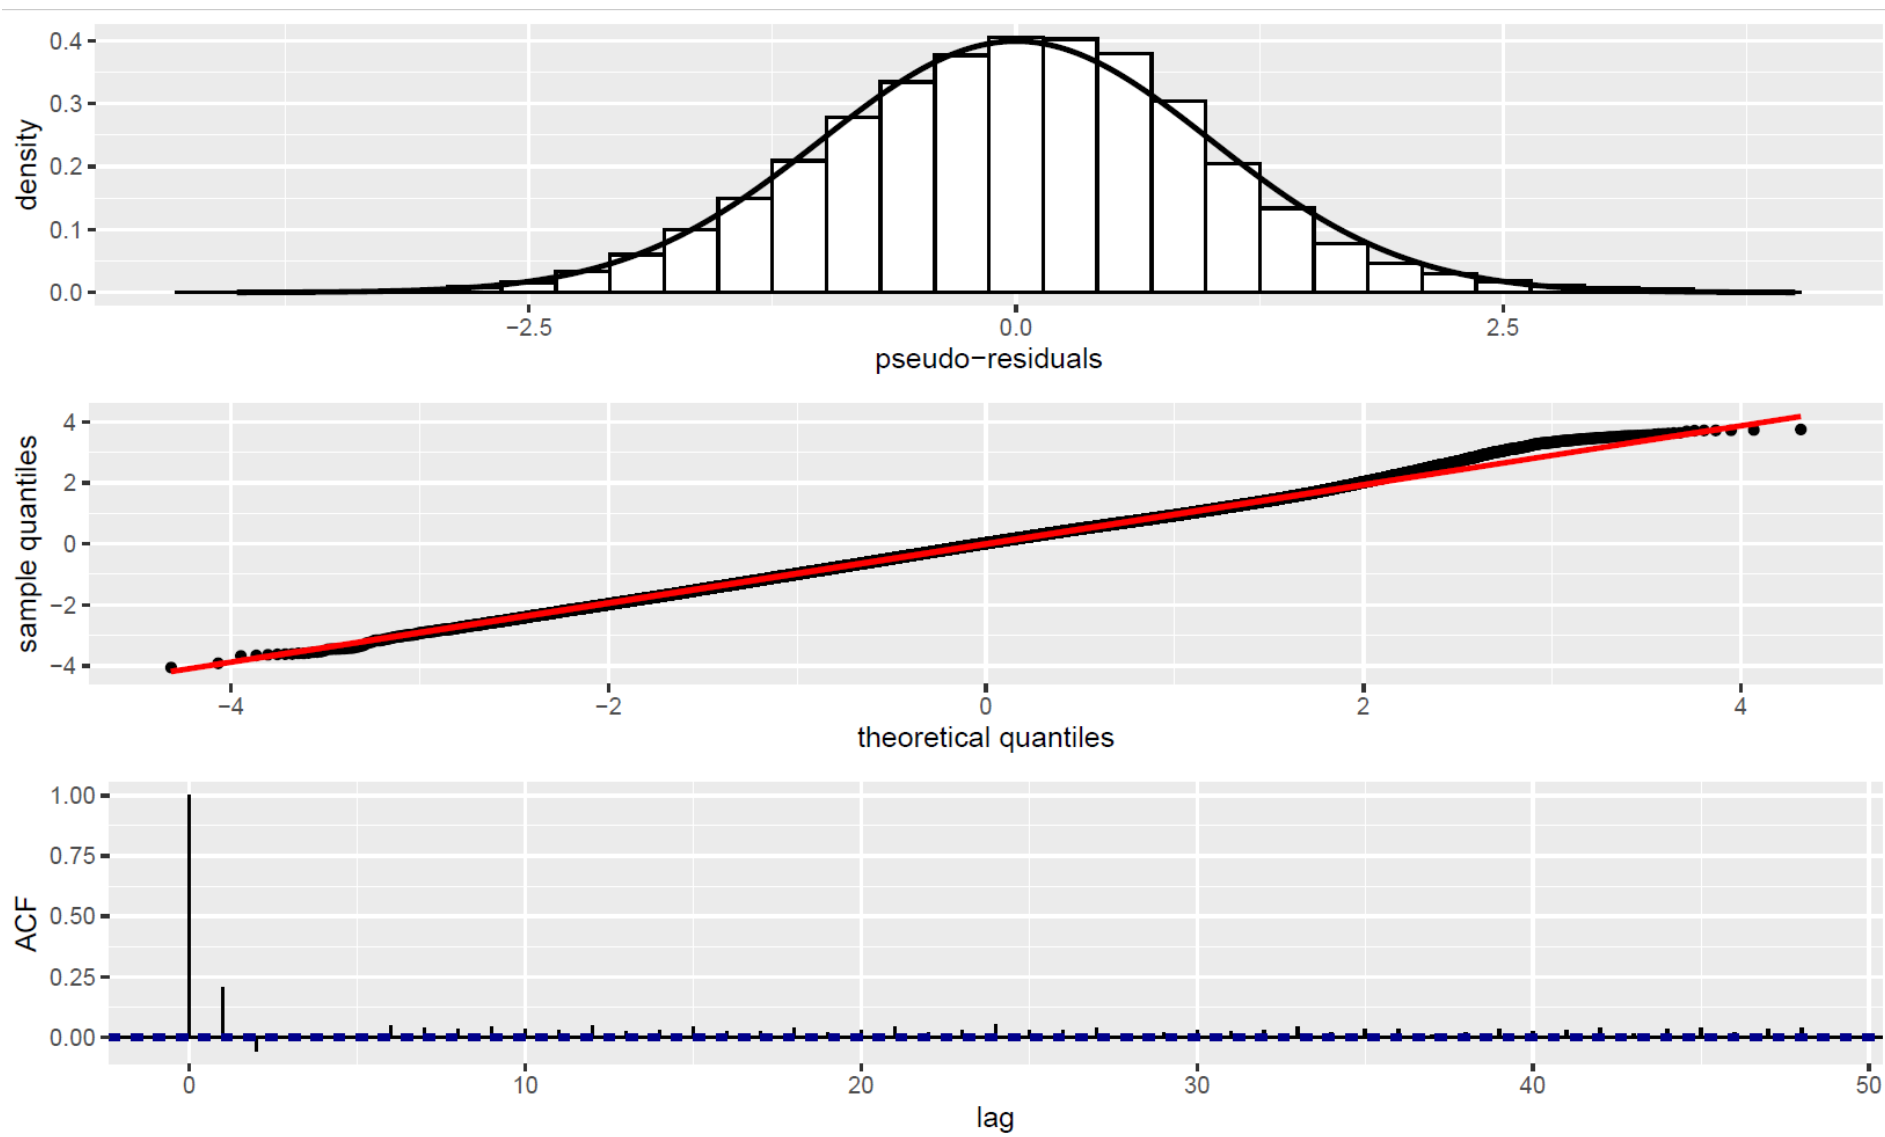 0.4
0.3
0.2
0.1
0.0
density
−2.5 0.0 2.5
pseudo−residuals
4
2
0
−2
−4
sample quantiles
−4 −2 0 2 4
theoretical quantiles
1.00
0.75
0.50
0.25
0.00
ACF
0 10 20 30 40 50
lag